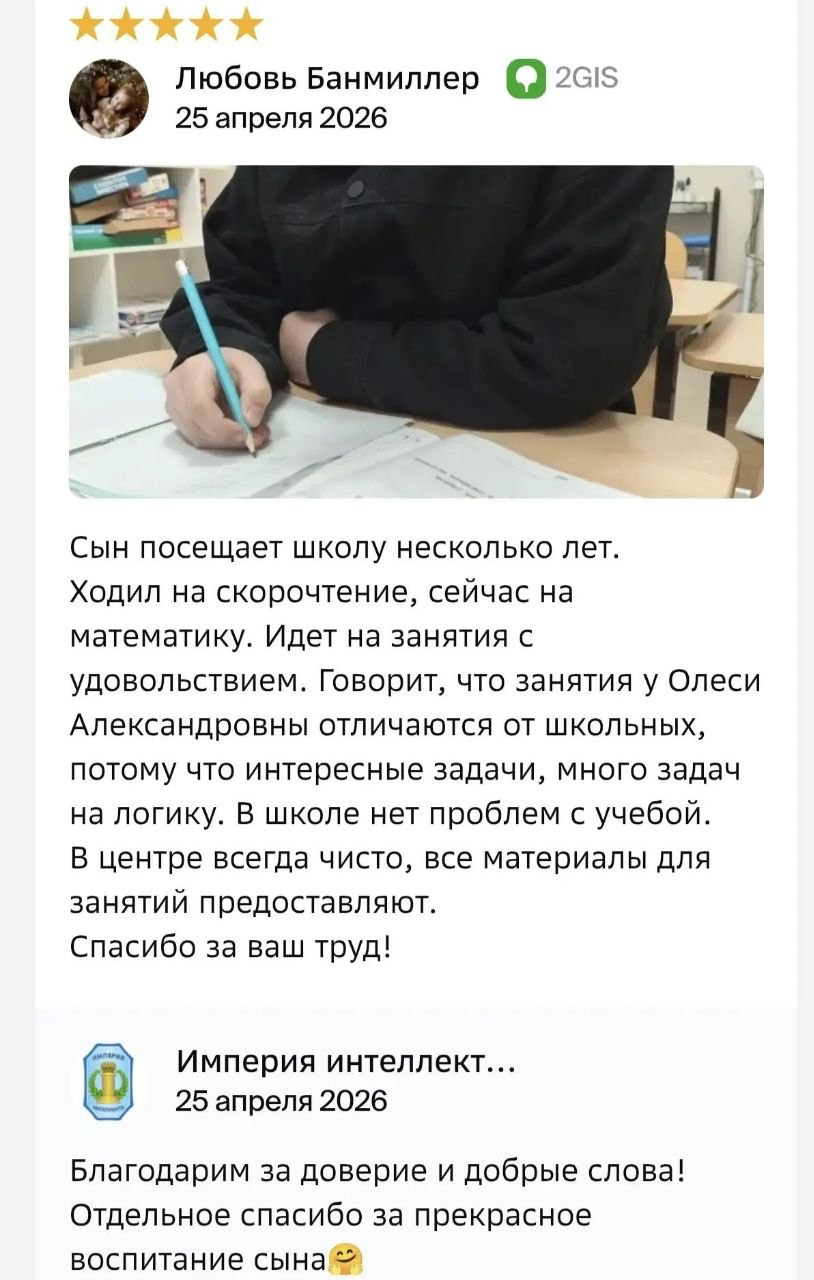 Любовь Банмиллер 2GIS
25 апреля 2026
Сын посещает школу несколько лет.
Ходил на скорочтение, сейчас на
математику. Идет на занятия с
удовольствием. Говорит, что занятия у Олеси
Александровны отличаются от школьных,
потому что интересные задачи, много задач
на логику. В школе нет проблем с учебой.
В центре всегда чисто, все материалы для
занятий предоставляют.
Спасибо за ваш труд!
ИМПЕРИЯ
ИНТЕЛЛЕКТА
Империя интеллект...
25 апреля 2026
Благодарим за доверие и добрые слова!
Отдельное спасибо за прекрасное
воспитание сына🤗